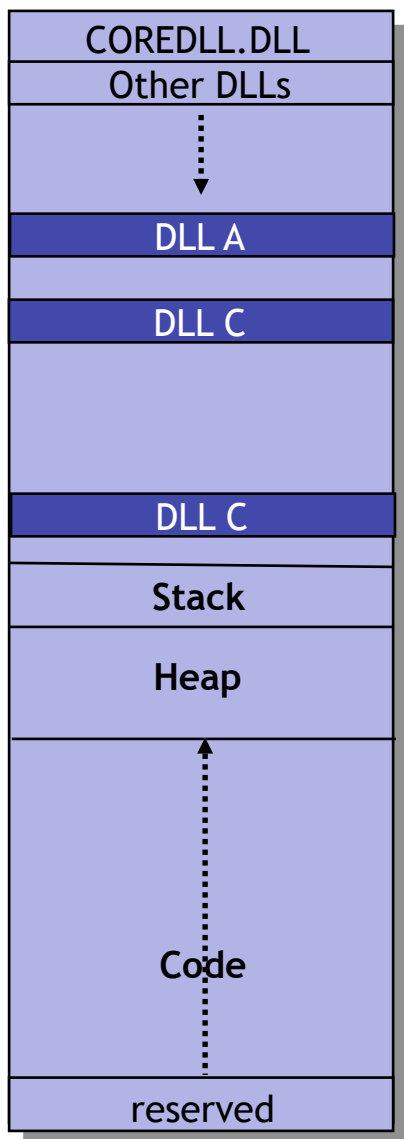 COREDLL.DLL
Other DLLs
DLL A
DLL C
DLL C
Stack
Heap
Code
reserved